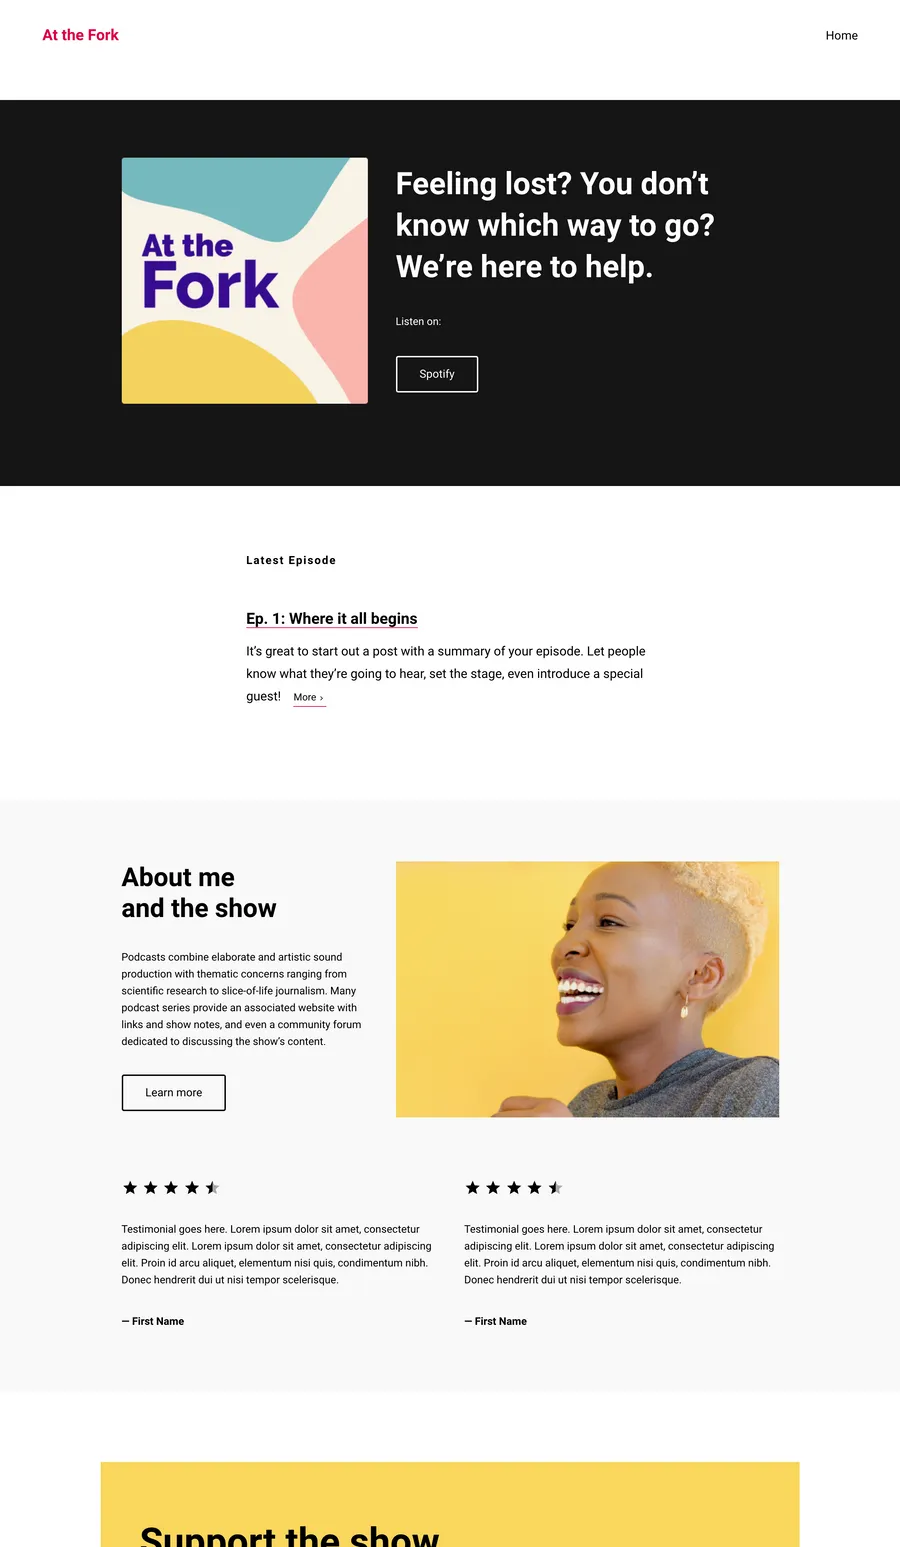 At the Fork
Home
At the
Fork
Feeling lost? You don’t
know which way to go?
We’re here to help.
Listen on:
Spotify
Latest Episode
Ep. 1: Where it all begins
It’s great to start out a post with a summary of your episode. Let people
know what they’re going to hear, set the stage, even introduce a special
guest! More ›
About me
and the show
Podcasts combine elaborate and artistic sound
production with thematic concerns ranging from
scientific research to slice-of-life journalism. Many
podcast series provide an associated website with
links and show notes, and even a community forum
dedicated to discussing the show’s content.
Learn more
Testimonial goes here. Lorem ipsum dolor sit amet, consectetur
adipiscing elit. Lorem ipsum dolor sit amet, consectetur adipiscing
elit. Proin id arcu aliquet, elementum nisi quis, condimentum nibh.
Donec hendrerit dui ut nisi tempor scelerisque.
— First Name
Testimonial goes here. Lorem ipsum dolor sit amet, consectetur
adipiscing elit. Lorem ipsum dolor sit amet, consectetur adipiscing
elit. Proin id arcu aliquet, elementum nisi quis, condimentum nibh.
Donec hendrerit dui ut nisi tempor scelerisque.
— First Name
Support the show